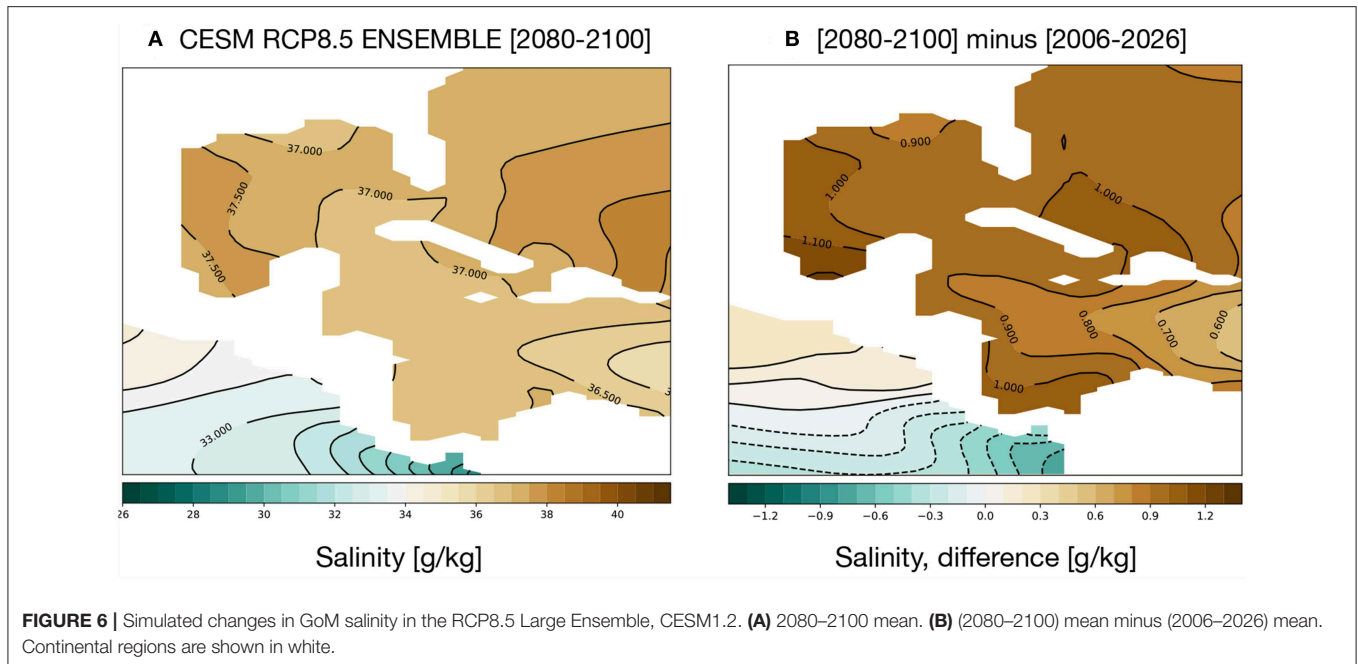 A CESM RCP8.5 ENSEMBLE [2080-2100]
B [2080-2100] minus [2006-2026]
37.000
37.500
37.000
37.500
37.000
36.500
33.000
0.900
1.000
1.100
1.000
0.900
0.800
0.700
0.600
1.000
26 28 30 32 34 36 38 40
Salinity [g/kg]
−1.2 −0.9 −0.6 −0.3 0.0 0.3 0.6 0.9 1.2
Salinity, difference [g/kg]
FIGURE 6 | Simulated changes in GoM salinity in the RCP8.5 Large Ensemble, CESM1.2. (A) 2080–2100 mean. (B) (2080–2100) mean minus (2006–2026) mean.
Continental regions are shown in white.